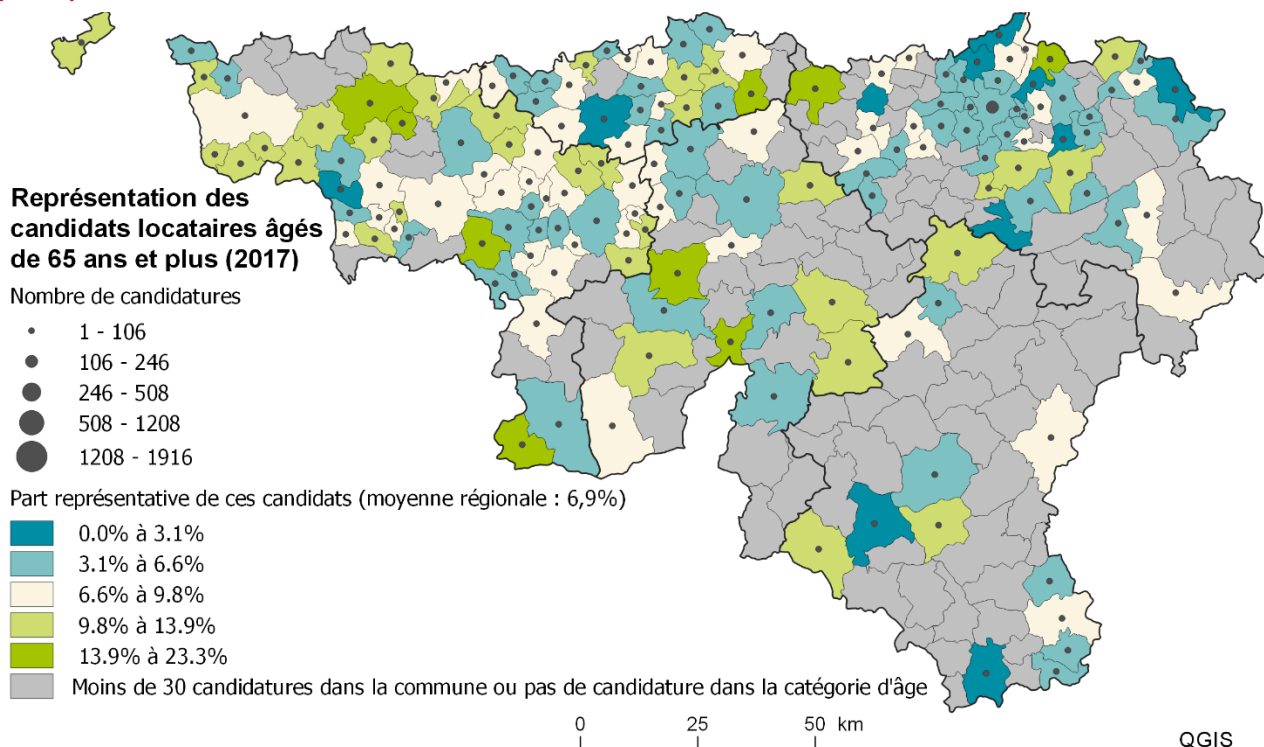 Représentation des
candidats locataires âgés
de 65 ans et plus (2017)
Nombre de candidatures
1 - 106
106 - 246
246 - 508
508 - 1208
1208 - 1916
Part représentative de ces candidats (moyenne régionale : 6,9%)
0.0% à 3.1%
3.1% à 6.6%
6.6% à 9.8%
9.8% à 13.9%
13.9% à 23.3%
Moins de 30 candidatures dans la commune ou pas de candidature dans la catégorie d'âge
0 25 50 km
QGIS